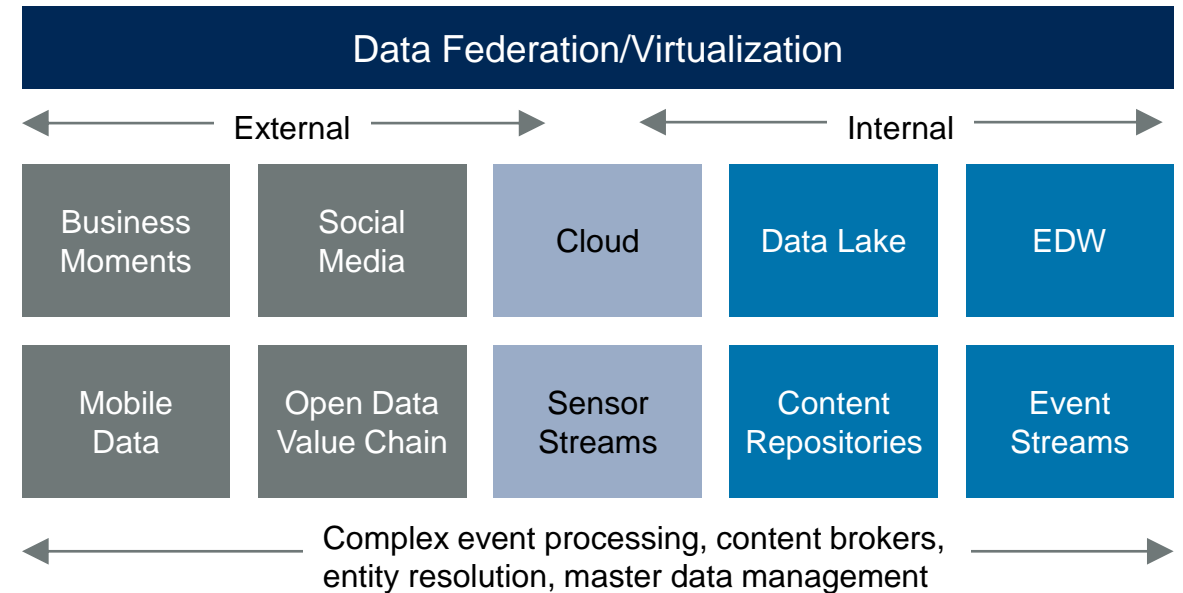 Data Federation/Virtualization
External
Internal
Business
Moments
Social
Media
Cloud
Data Lake
EDW
Mobile
Data
Open Data
Value Chain
Sensor
Streams
Content
Repositories
Event
Streams
Complex event processing, content brokers,
entity resolution, master data management